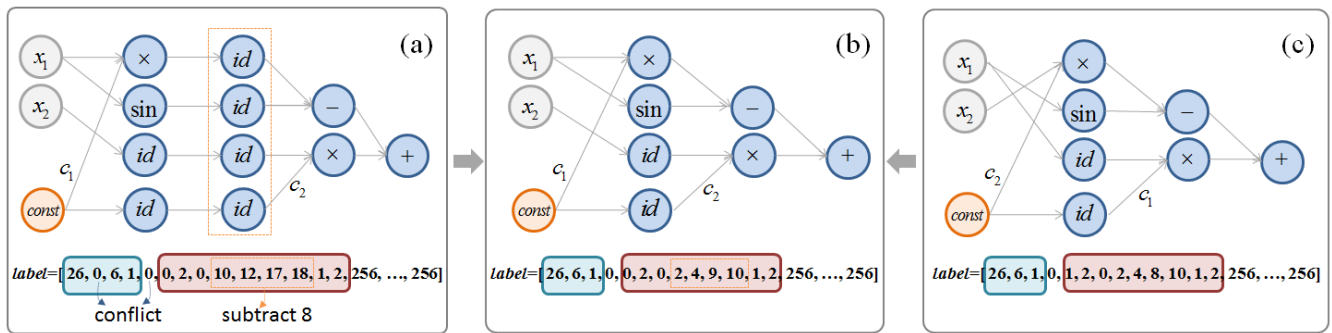 (a)
x1
×
id
x2
sin
id
−
id
id
×
+
c1
c2
const
id
id
label=[26, 0, 6, 1, 0, 0, 2, 0, 10, 12, 17, 18, 1, 2, 256, …, 256]
conflict
subtract 8
(b)
x1
×
x2
sin
−
id
×
+
c1
c2
const
id
label=[26, 6, 1, 0, 0, 2, 0, 2, 4, 9, 10, 1, 2, 256, …, 256]
(c)
x1
×
x2
sin
−
id
×
+
c2
c1
const
id
label=[26, 6, 1, 0, 1, 2, 0, 2, 4, 8, 10, 1, 2, 256, …, 256]